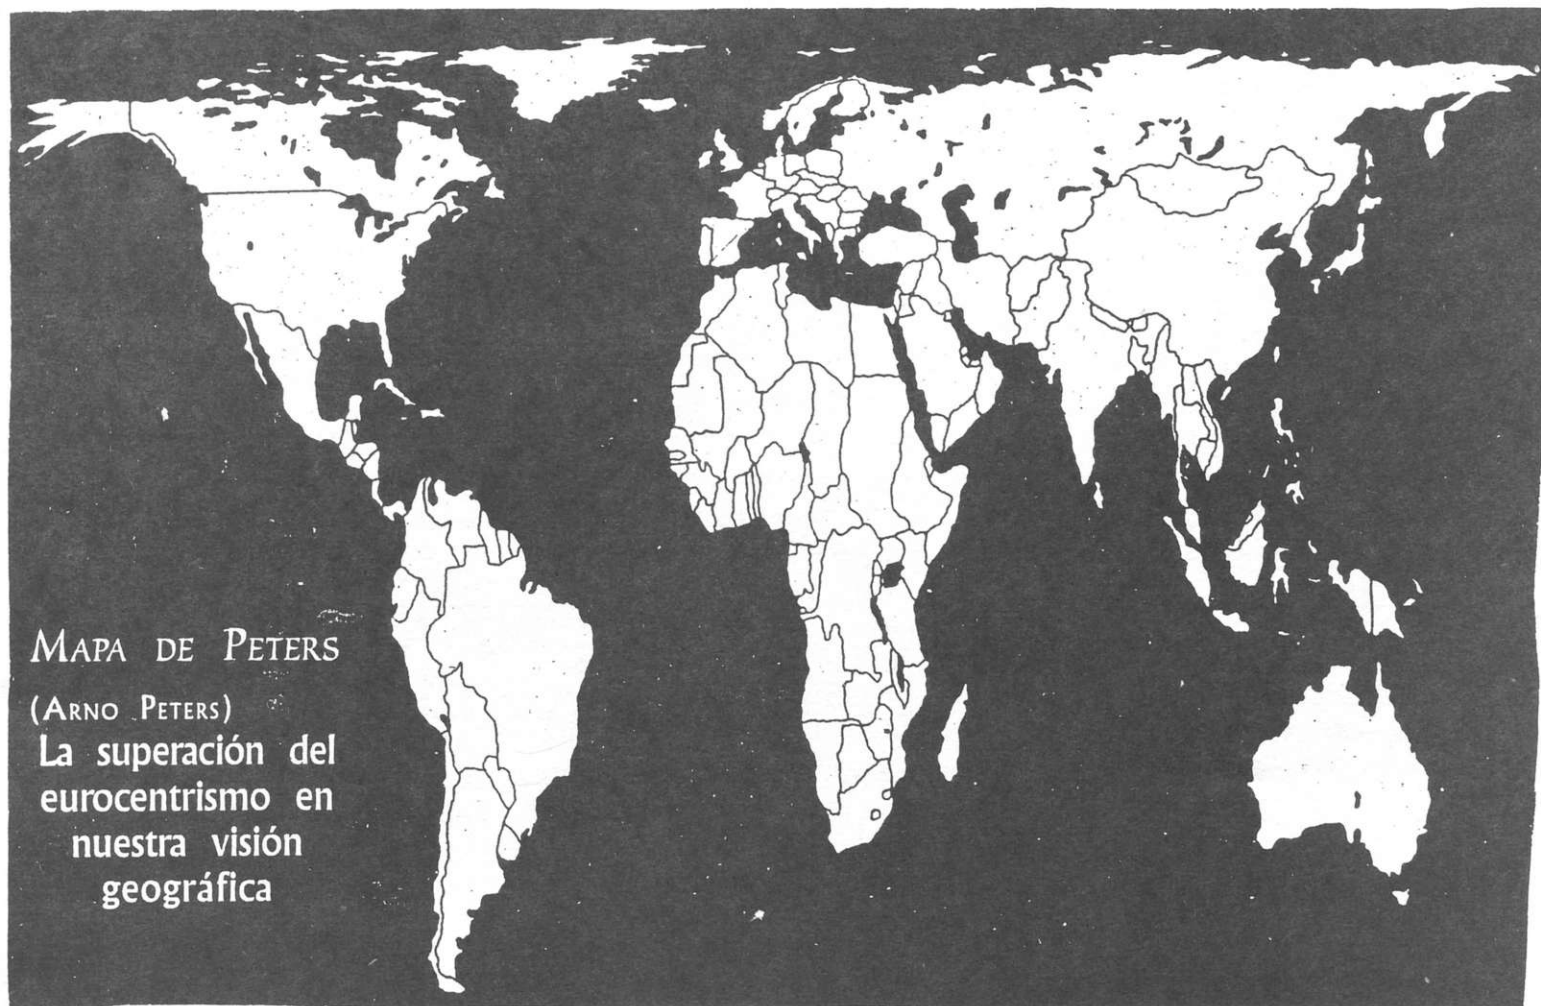 MAPA DE PETERS
(ARNO PETERS)
La superación del
eurocentrismo en
nuestra visión
geográfica